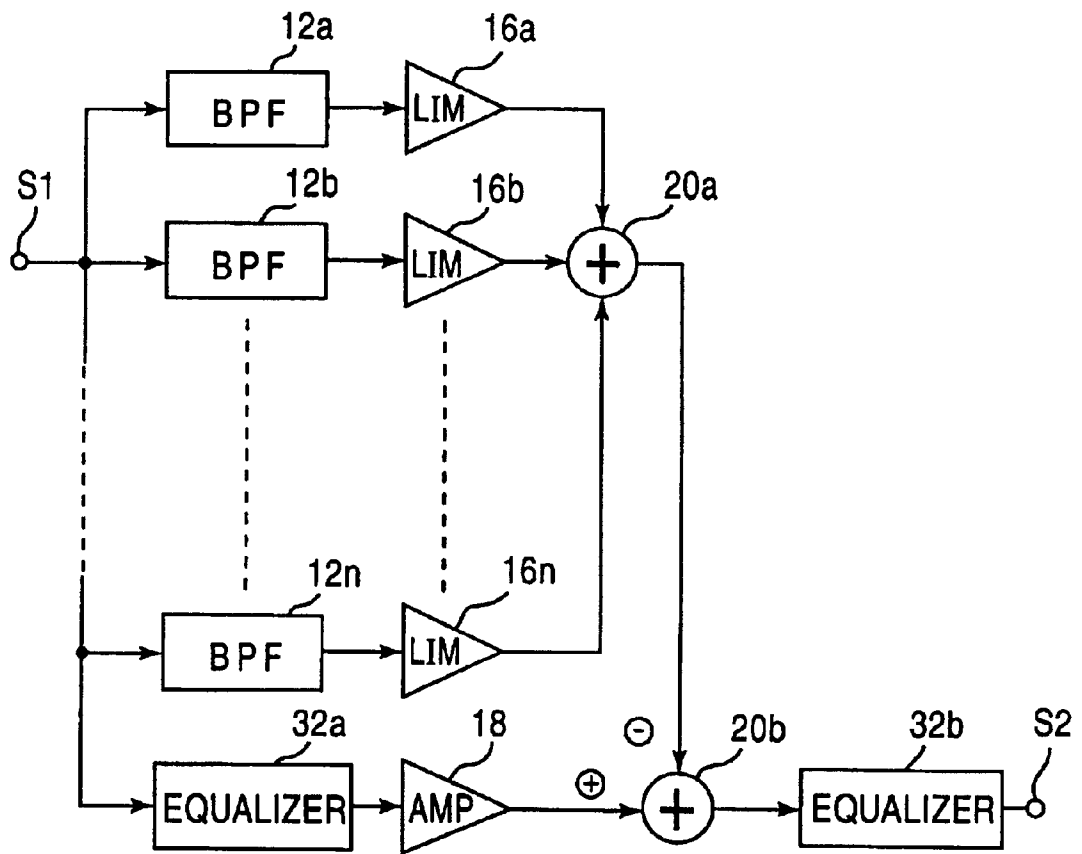 12a
16a
BPF
LIM
S1
12b
16b
20a
BPF
LIM
+
12n
16n
BPF
LIM
32a
18
−
20b
32b
S2
+
EQUALIZER
AMP
+
EQUALIZER